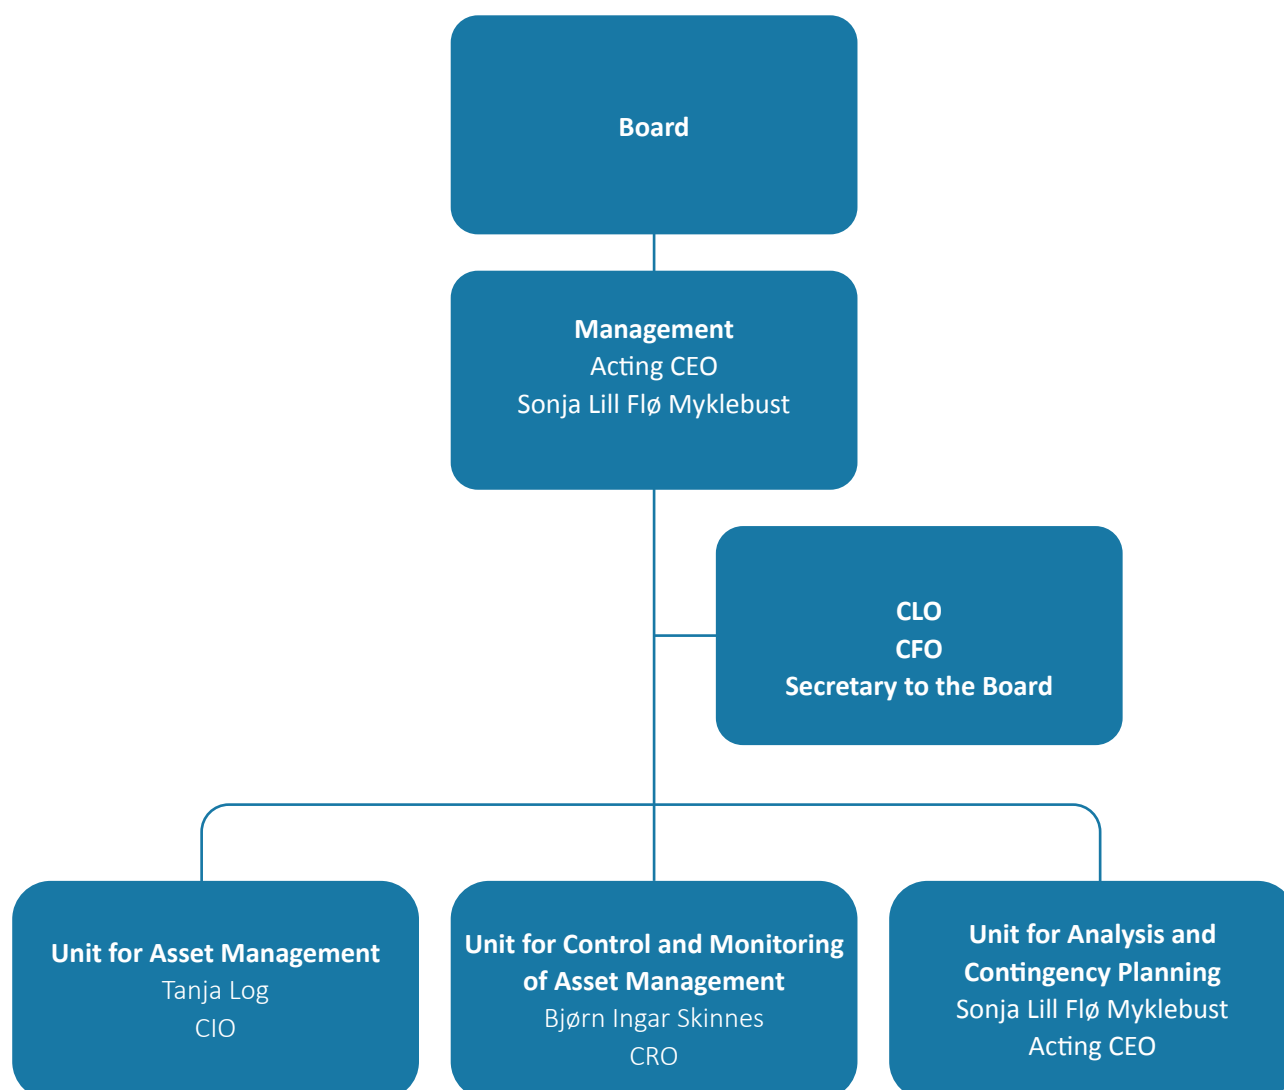 Board
Management
Acting CEO
Sonja Lill Flø Myklebust
CLO
CFO
Secretary to the Board
Unit for Asset Management
Tanja Log
CIO
Unit for Control and Monitoring
of Asset Management
Bjørn Ingar Skinnes
CRO
Unit for Analysis and
Contingency Planning
Sonja Lill Flø Myklebust
Acting CEO